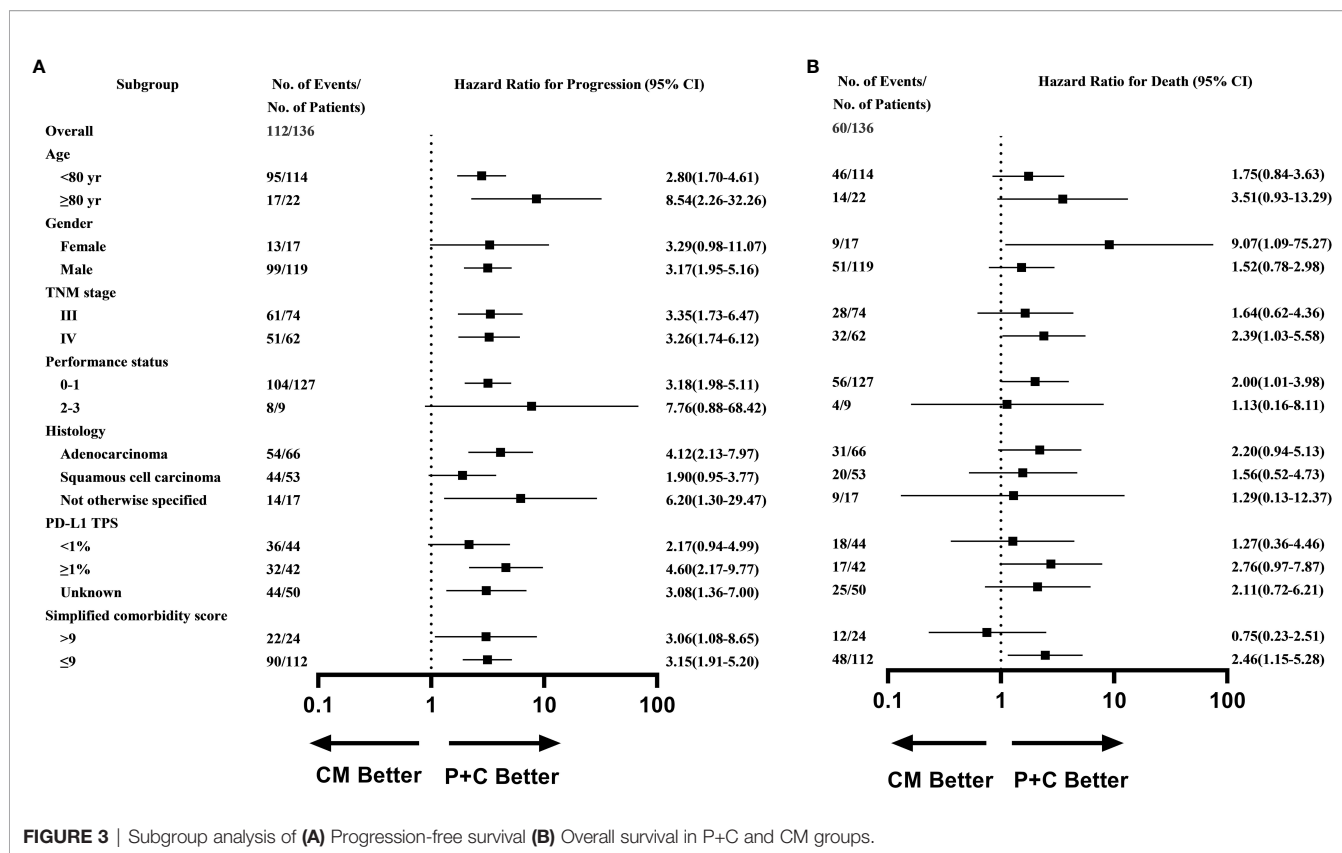 A
B
Subgroup No. of Events/ Hazard Ratio for Progression (95% CI) No. of Events/ Hazard Ratio for Death (95% CI)
No. of Patients) No. of Patients)
Overall 112/136 60/136
Age
<80 yr 95/114 2.80(1.70-4.61) 46/114 1.75(0.84-3.63)
≥80 yr 17/22 8.54(2.26-32.26) 14/22 3.51(0.93-13.29)
Gender
Female 13/17 3.29(0.98-11.07) 9/17 9.07(1.09-75.27)
Male 99/119 3.17(1.95-5.16) 51/119 1.52(0.78-2.98)
TNM stage
III 61/74 3.35(1.73-6.47) 28/74 1.64(0.62-4.36)
IV 51/62 3.26(1.74-6.12) 32/62 2.39(1.03-5.58)
Performance status
0-1 104/127 3.18(1.98-5.11) 56/127 2.00(1.01-3.98)
2-3 8/9 7.76(0.88-68.42) 4/9 1.13(0.16-8.11)
Histology
Adenocarcinoma 54/66 4.12(2.13-7.97) 31/66 2.20(0.94-5.13)
Squamous cell carcinoma 44/53 1.90(0.95-3.77) 20/53 1.56(0.52-4.73)
Not otherwise specified 14/17 6.20(1.30-29.47) 9/17 1.29(0.13-12.37)
PD-L1 TPS
<1% 36/44 2.17(0.94-4.99) 18/44 1.27(0.36-4.46)
≥1% 32/42 4.60(2.17-9.77) 17/42 2.76(0.97-7.87)
Unknown 44/50 3.08(1.36-7.00) 25/50 2.11(0.72-6.21)
Simplified comorbidity score
>9 22/24 3.06(1.08-8.65) 12/24 0.75(0.23-2.51)
≤9 90/112 3.15(1.91-5.20) 48/112 2.46(1.15-5.28)
0.1 1 10 100 0.1 1 10 100
CM Better P+C Better CM Better P+C Better
FIGURE 3 | Subgroup analysis of (A) Progression-free survival (B) Overall survival in P+C and CM groups.